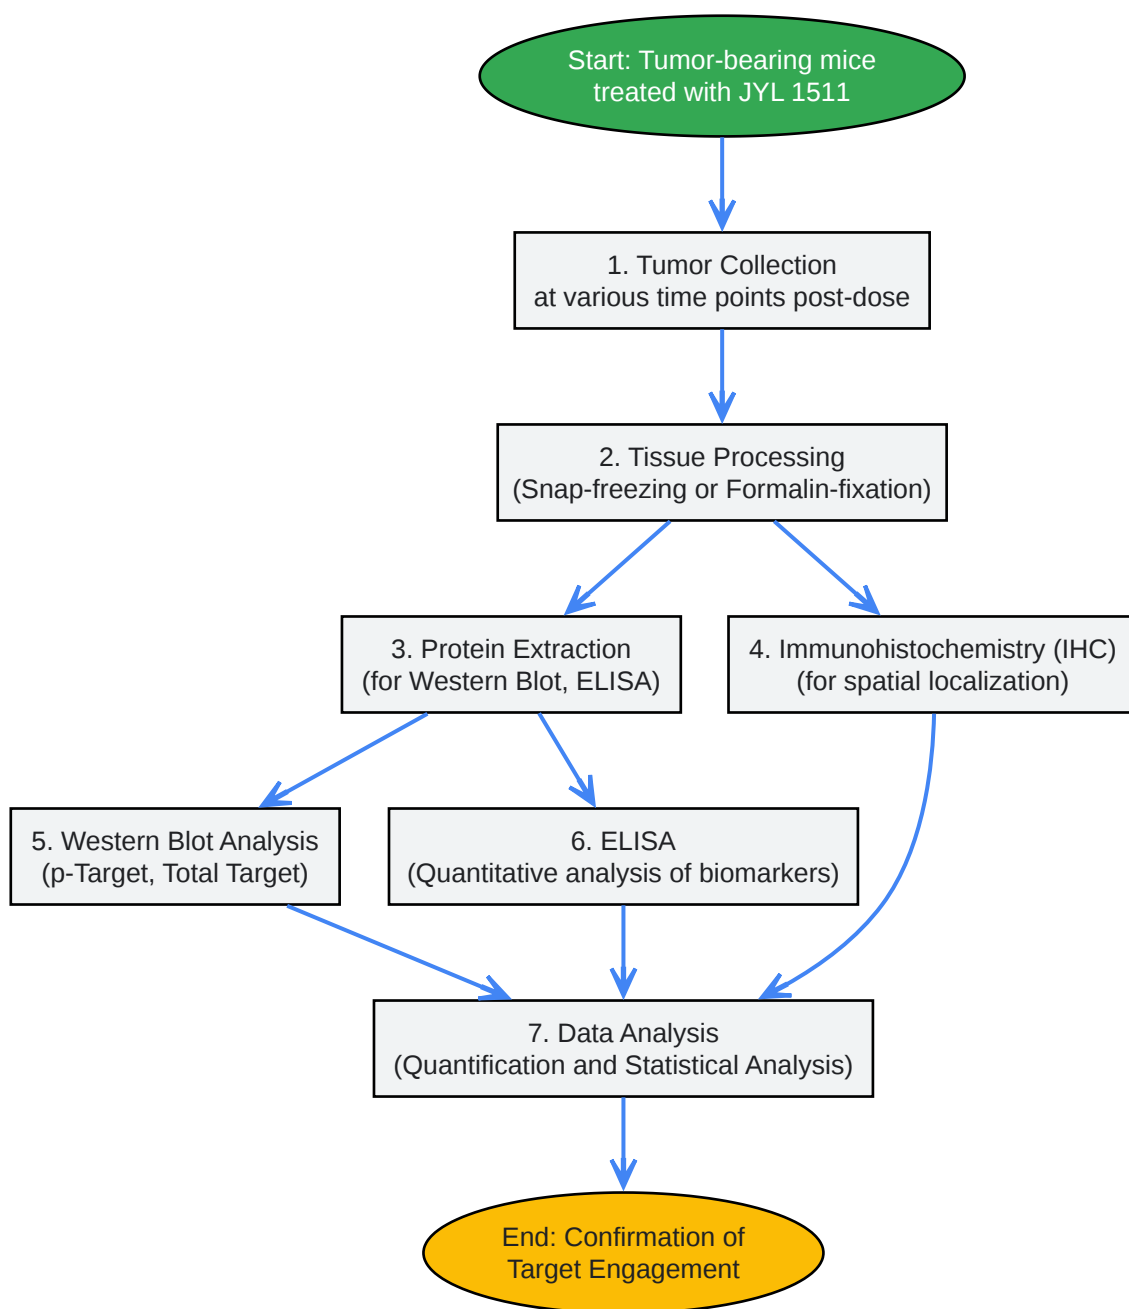 Start: Tumor-bearing mice
treated with JYL 1511
1. Tumor Collection
at various time points post-dose
2. Tissue Processing
(Snap-freezing or Formalin-fixation)
3. Protein Extraction
(for Western Blot, ELISA)
4. Immunohistochemistry (IHC)
(for spatial localization)
5. Western Blot Analysis
(p-Target, Total Target)
6. ELISA
(Quantitative analysis of biomarkers)
7. Data Analysis
(Quantification and Statistical Analysis)
End: Confirmation of
Target Engagement